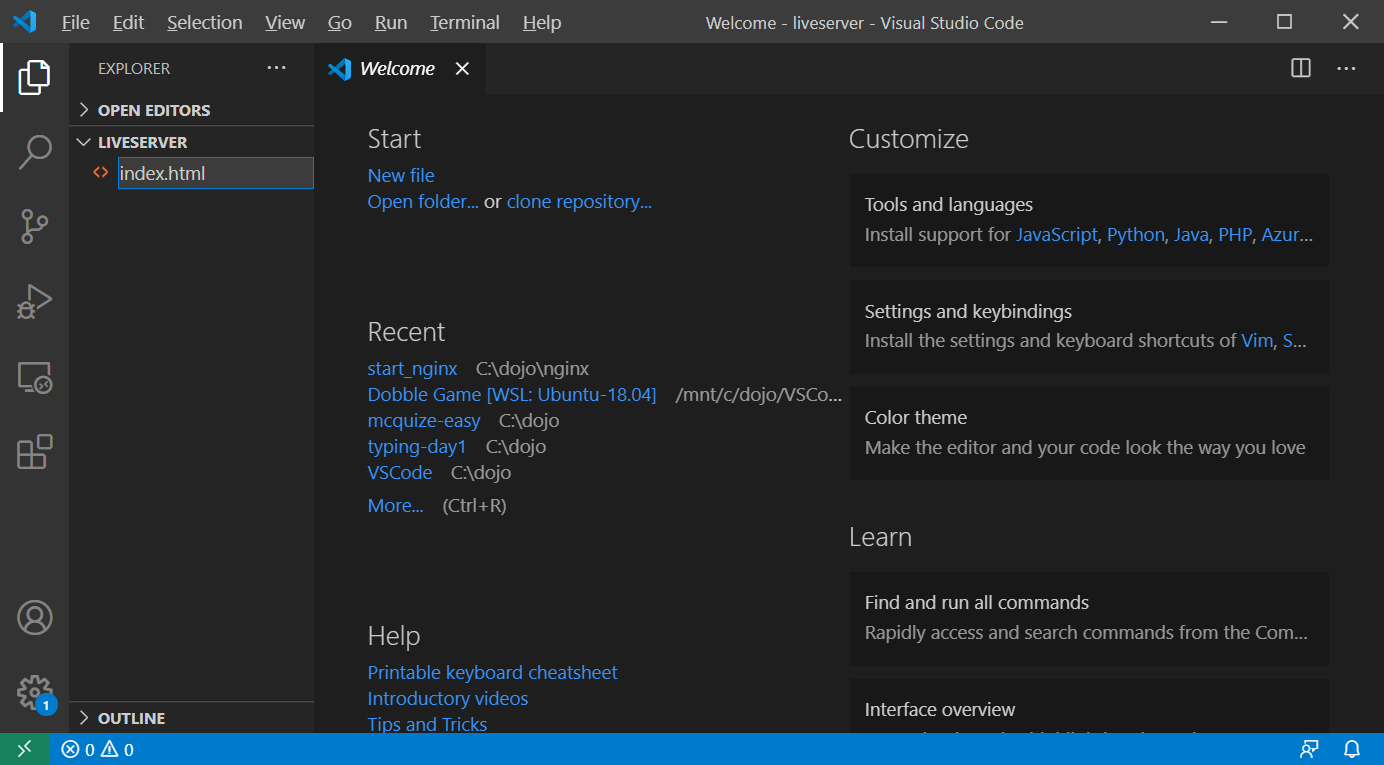 File Edit Selection View Go Run Terminal Help Welcome - liveserver - Visual Studio Code
EXPLORER
OPEN EDITORS
LIVESERVER
index.html
OUTLINE
Welcome
Start
New file
Open folder... or clone repository...
Recent
start_nginx C:\dojo\nginx
Dobble Game [WSL: Ubuntu-18.04] /mnt/c/dojo/VSCo...
mcquize-easy C:\dojo
typing-day1 C:\dojo
VSCode C:\dojo
More... (Ctrl+R)
Help
Printable keyboard cheatsheet
Introductory videos
Tips and Tricks
Customize
Tools and languages
Install support for JavaScript, Python, Java, PHP, Azur...
Settings and keybindings
Install the settings and keyboard shortcuts of Vim, S...
Color theme
Make the editor and your code look the way you love
Learn
Find and run all commands
Rapidly access and search commands from the Com...
Interface overview
1
0 0